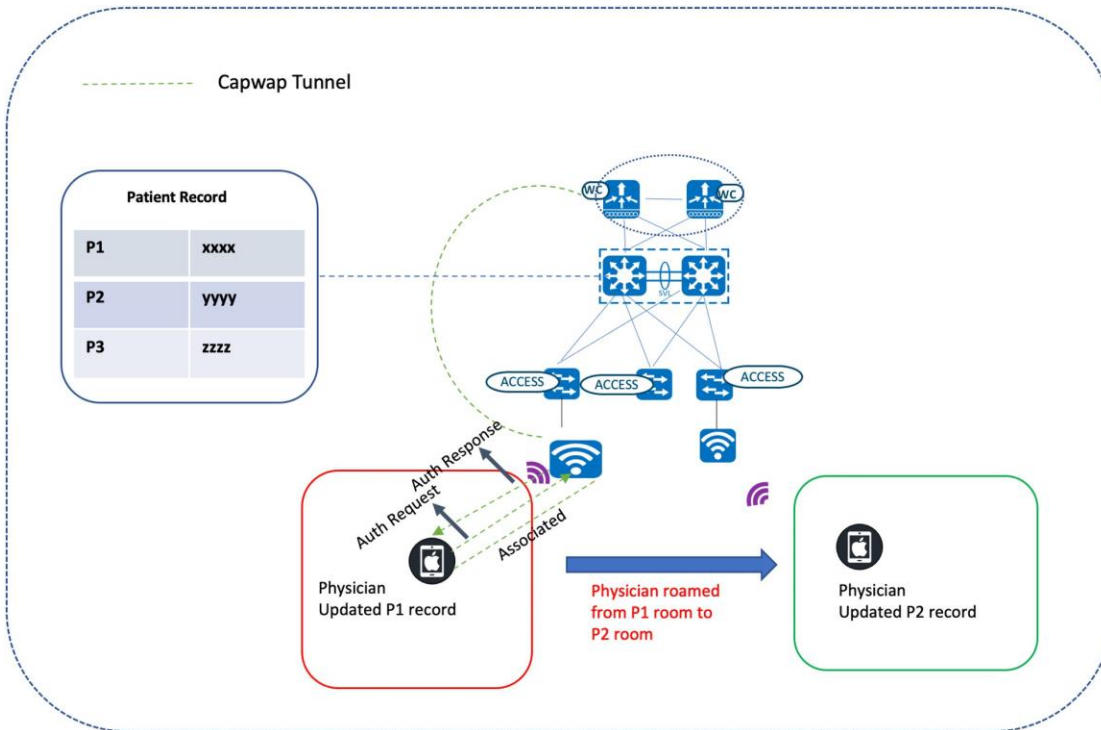 Capwap Tunnel
Patient Record
P1 xxxx
P2 yyyy
P3 zzzz
WC
WC
SVL
ACCESS
ACCESS
ACCESS
Auth Response
Auth Request
Associated
Physician
Updated P1 record
Physician roamed
from P1 room to
P2 room
Physician
Updated P2 record